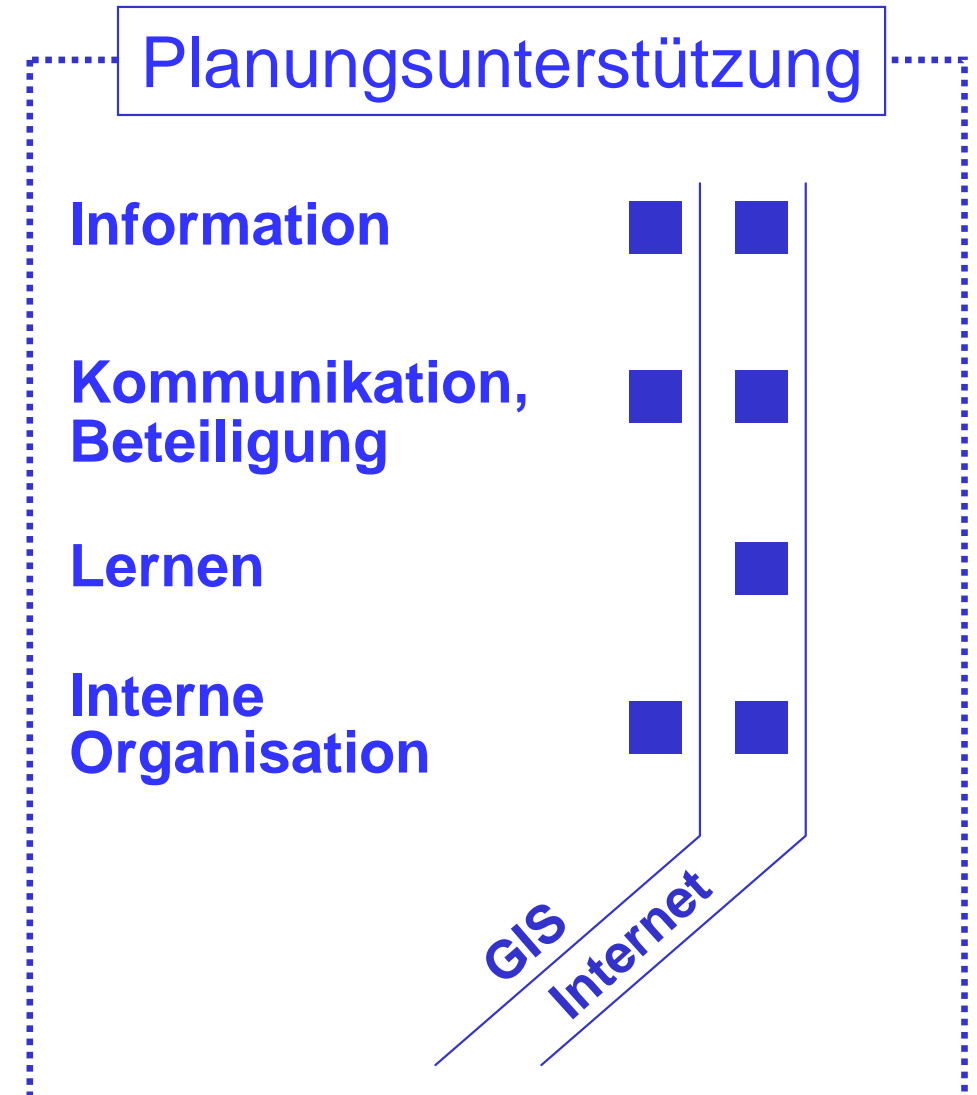 Planungsunterstützung
Information
Kommunikation,
Beteiligung
Lernen
Interne
Organisation
GIS
Internet